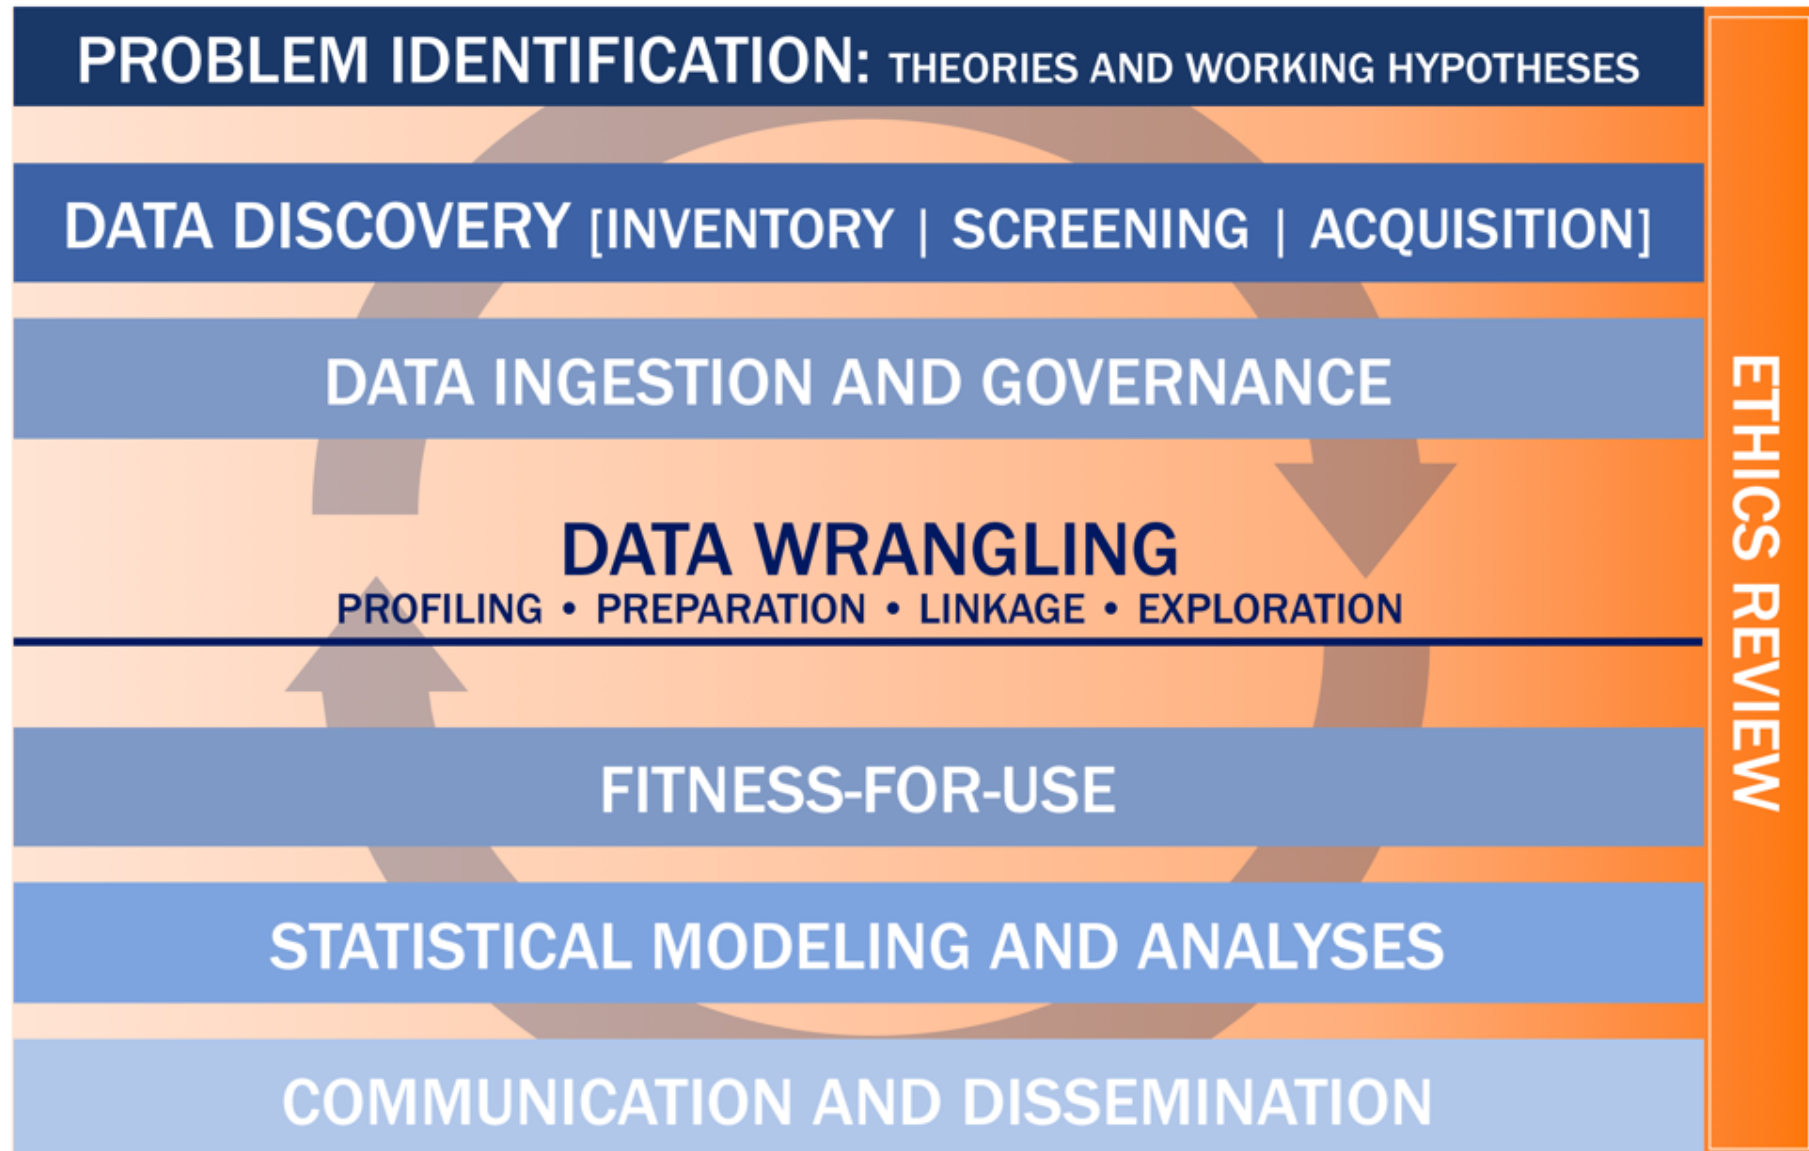 PROBLEM IDENTIFICATION: THEORIES AND WORKING HYPOTHESES
DATA DISCOVERY [INVENTORY | SCREENING | ACQUISITION]
DATA INGESTION AND GOVERNANCE
DATA WRANGLING
PROFILING • PREPARATION • LINKAGE • EXPLORATION
FITNESS-FOR-USE
STATISTICAL MODELING AND ANALYSES
COMMUNICATION AND DISSEMINATION
ETHICS REVIEW